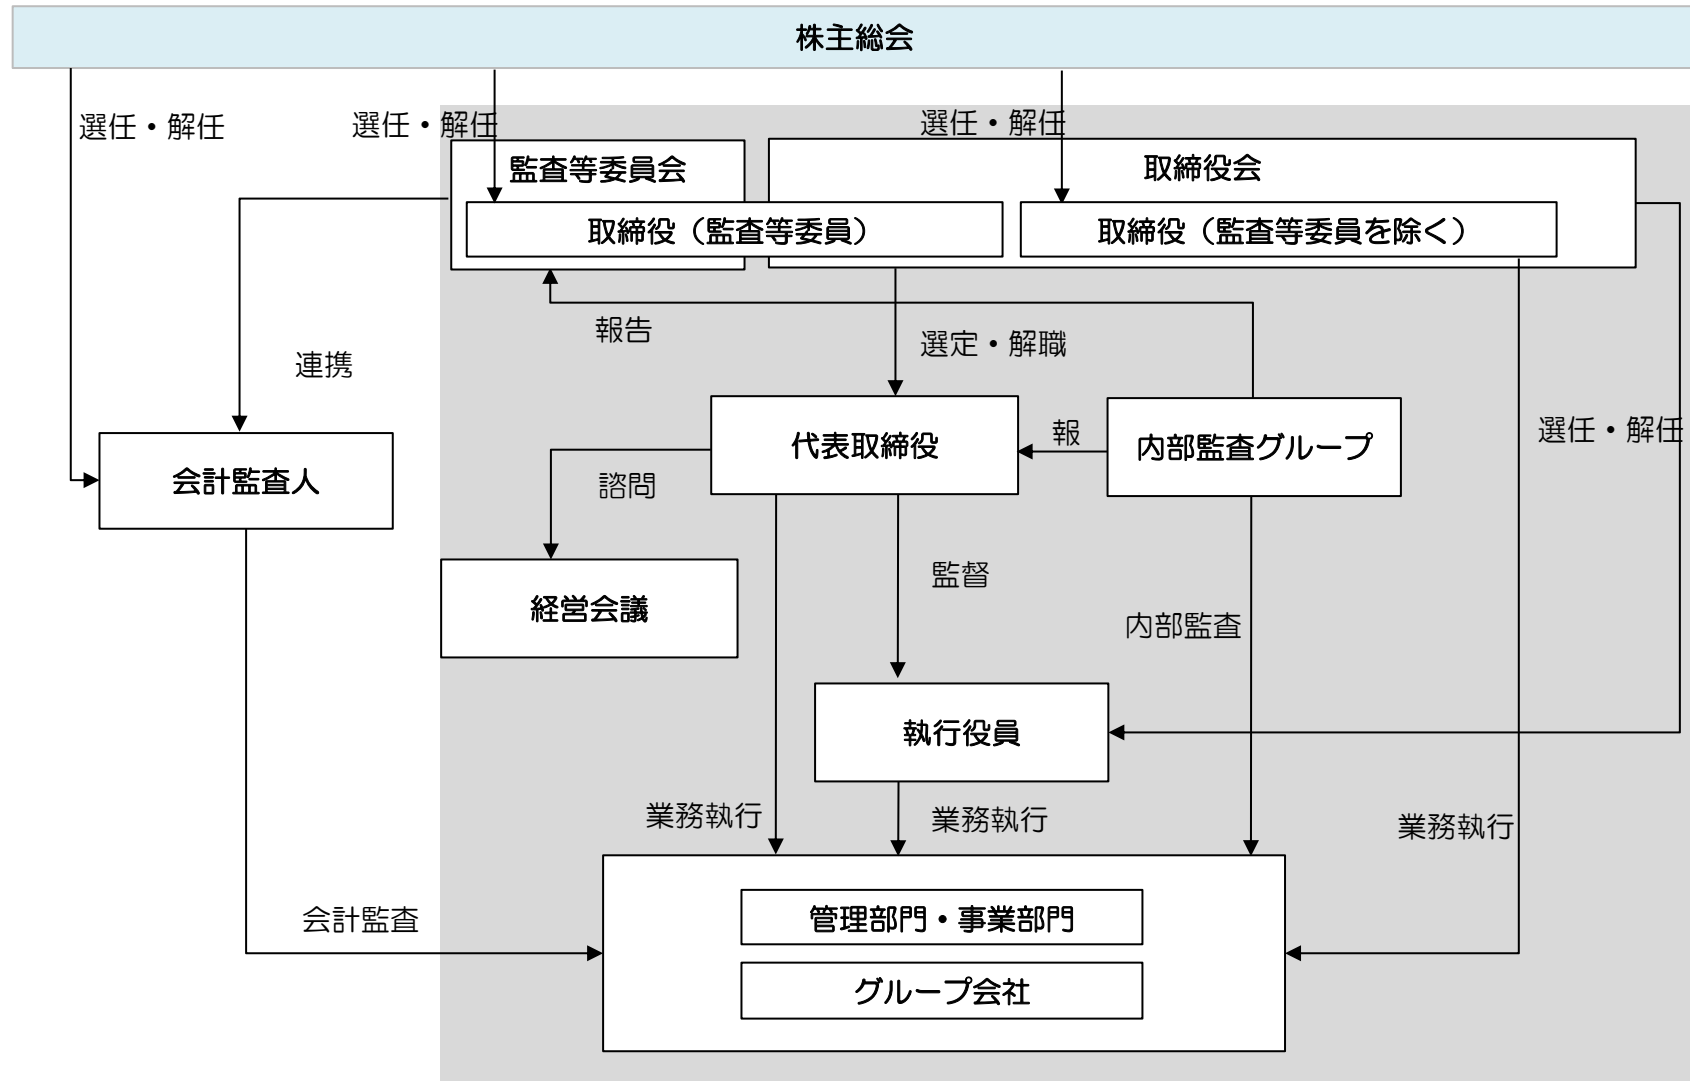 株主総会
選任・解任
選任・解任
選任・解任
監査等委員会
取締役会
取締役（監査等委員）
取締役（監査等委員を除く）
報告
選定・解職
連携
代表取締役
報
内部監査グループ
選任・解任
会計監査人
諮問
経営会議
監督
内部監査
執行役員
業務執行
業務執行
業務執行
会計監査
管理部門・事業部門
グループ会社